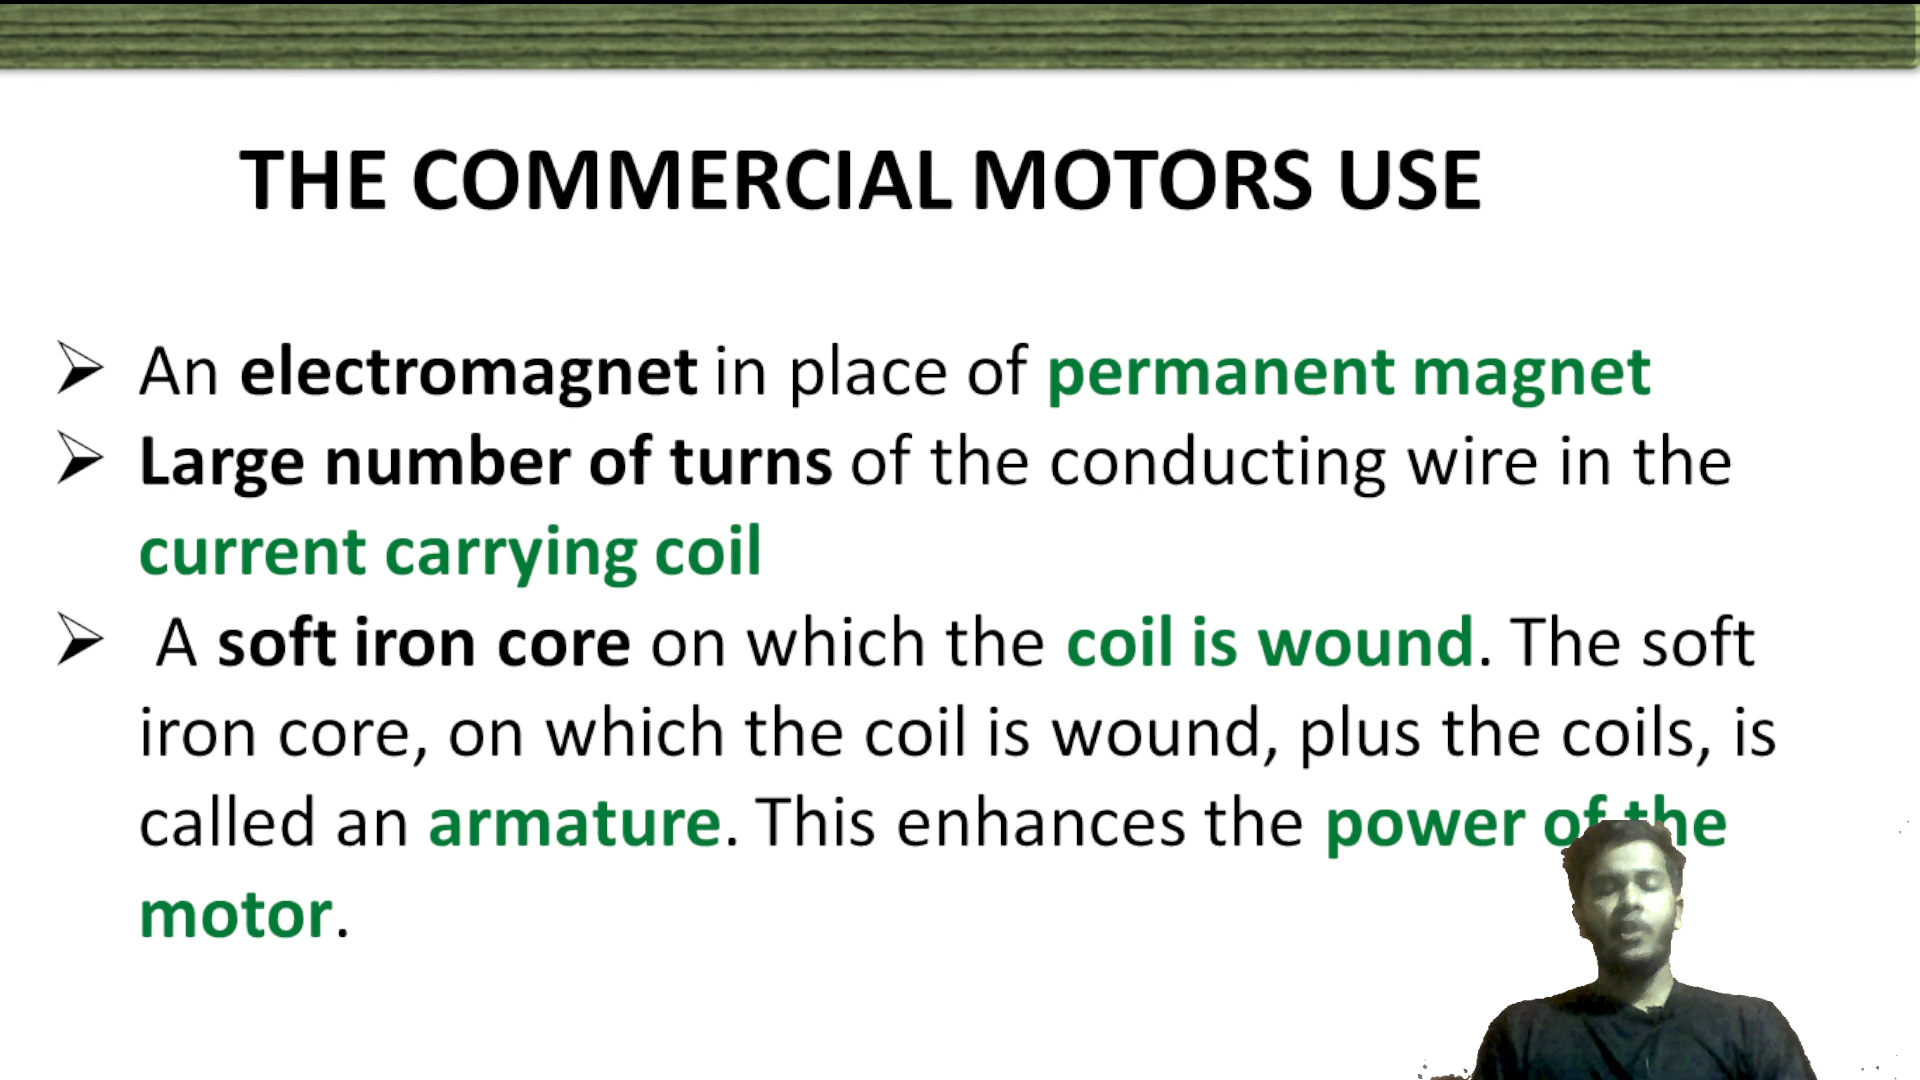 THE COMMERCIAL MOTORS USE
➢ An electromagnet in place of permanent magnet
➢ Large number of turns of the conducting wire in the
current carrying coil
➢ A soft iron core on which the coil is wound. The soft
iron core, on which the coil is wound, plus the coils, is
called an armature. This enhances the power of the
motor.